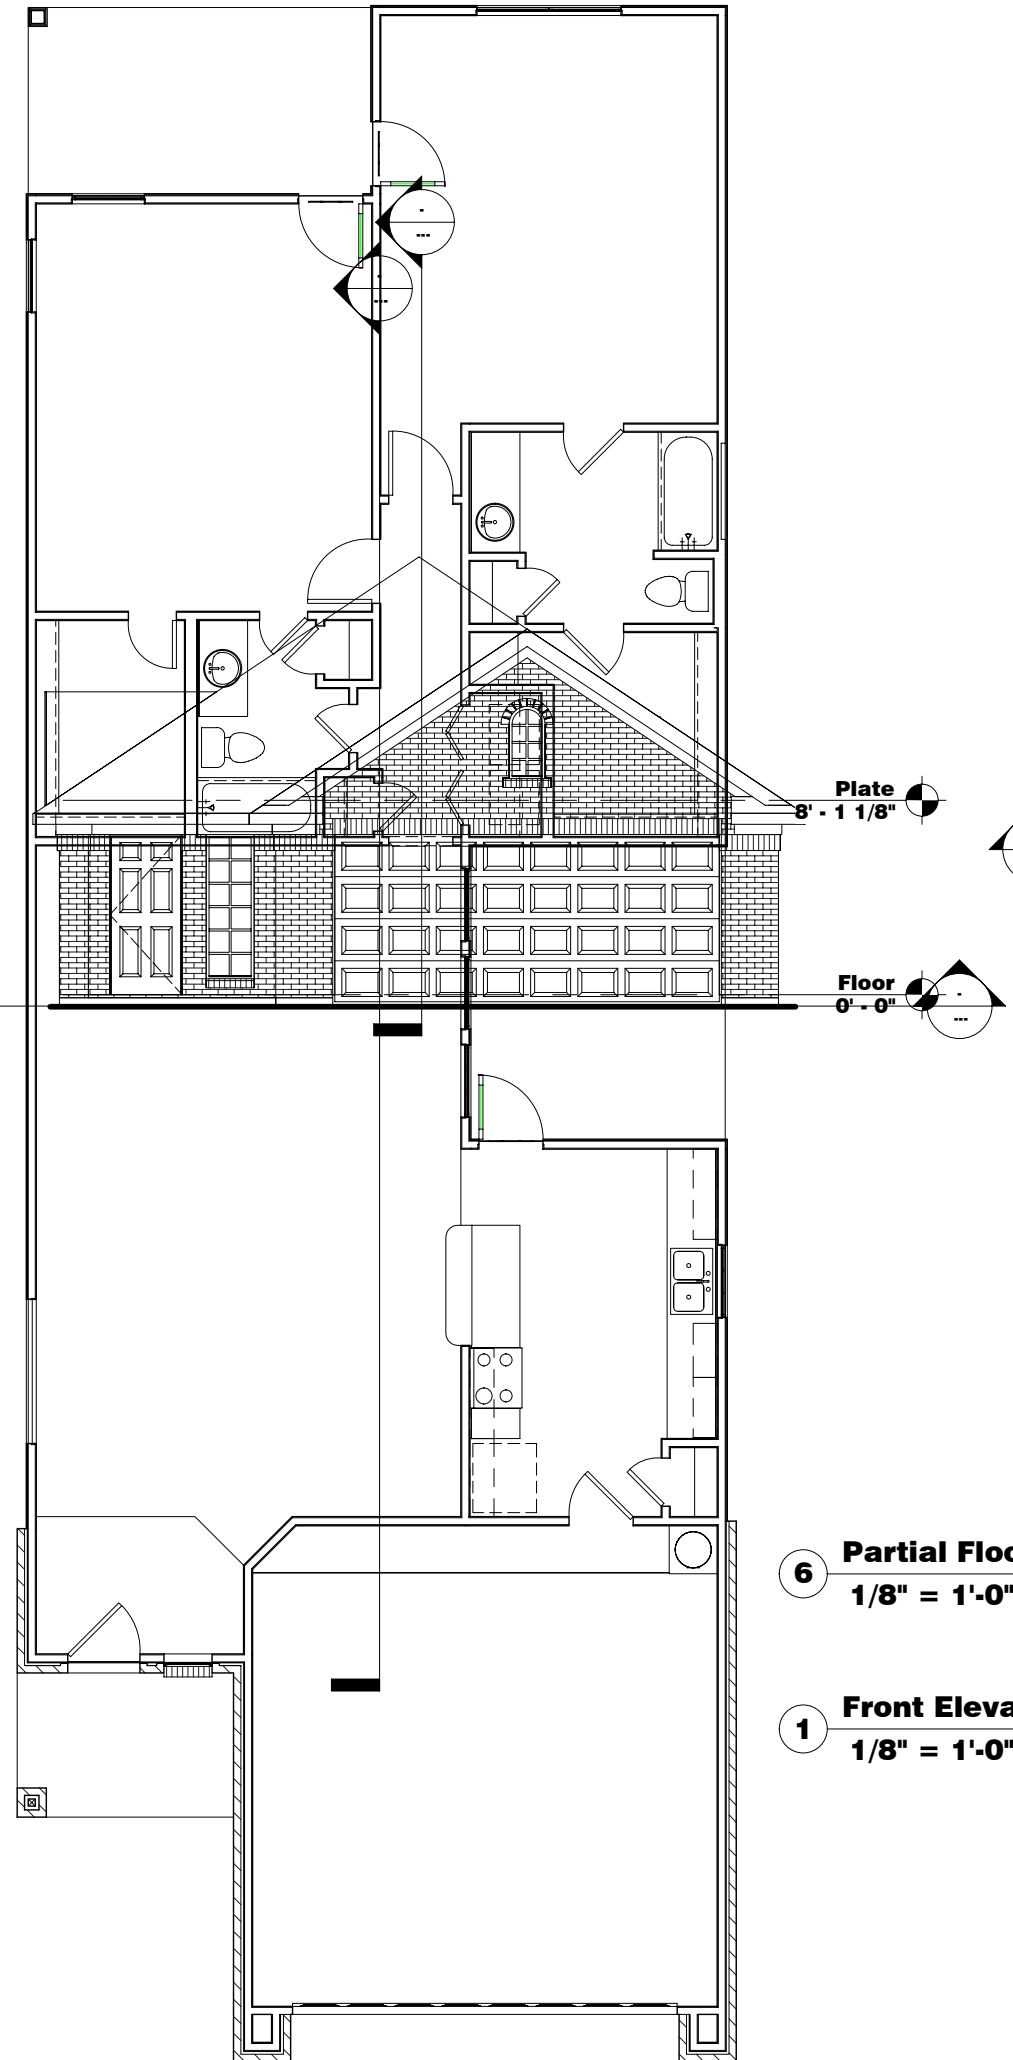 Plate
8' - 1 1/8"
Floor
0' - 0"
-
---
-
---
-
---
6
Partial Floo
1/8" = 1'-0"
1
Front Eleva
1/8" = 1'-0"